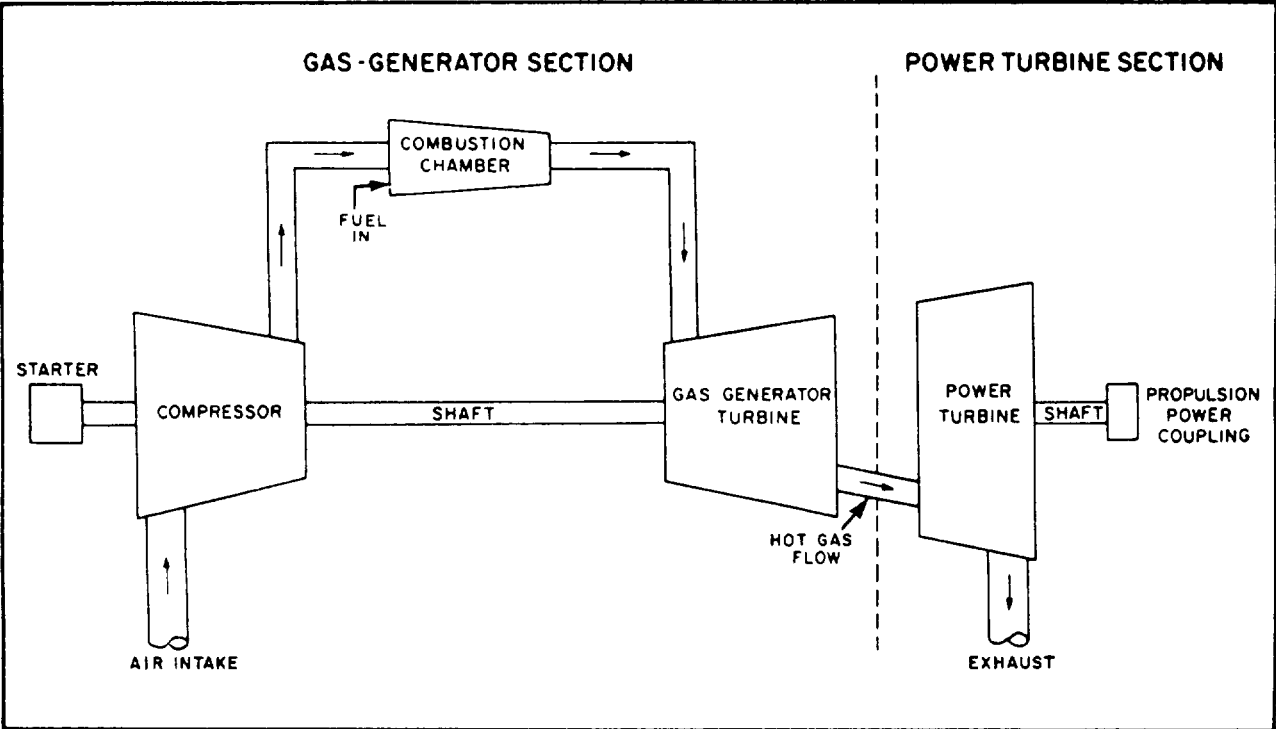 GAS-GENERATOR SECTION
POWER TURBINE SECTION
COMBUSTION
CHAMBER
FUEL
IN
STARTER
COMPRESSOR
SHAFT
GAS GENERATOR
TURBINE
POWER
TURBINE
SHAFT
PROPULSION
POWER
COUPLING
HOT GAS
FLOW
AIR INTAKE
EXHAUST